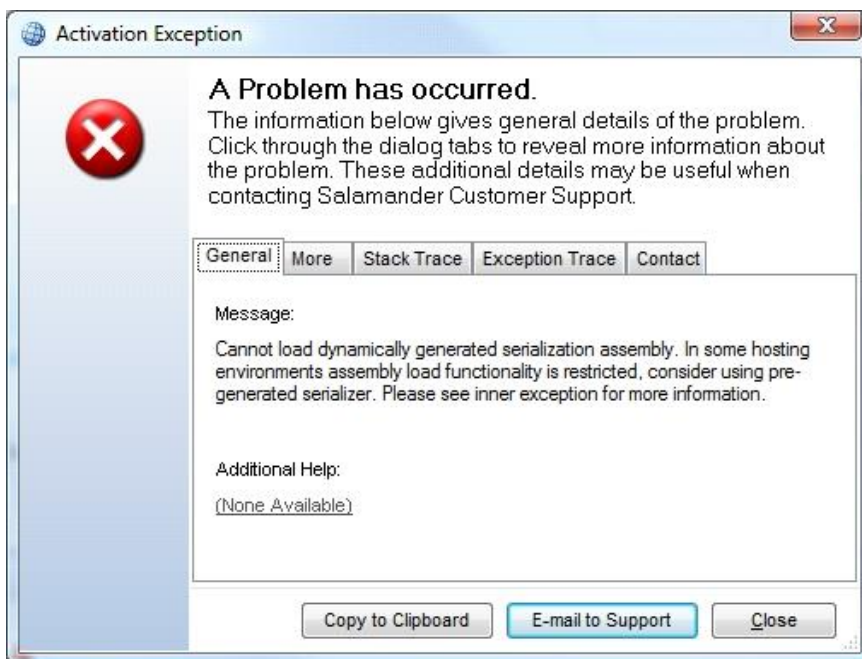 Activation Exception
A Problem has occurred.
The information below gives general details of the problem.
Click through the dialog tabs to reveal more information about
the problem. These additional details may be useful when
contacting Salamander Customer Support.
General More Stack Trace Exception Trace Contact
Message:
Cannot load dynamically generated serialization assembly. In some hosting
environments assembly load functionality is restricted, consider using pre-
generated serializer. Please see inner exception for more information.
Additional Help:
(None Available)
Copy to Clipboard E-mail to Support Close